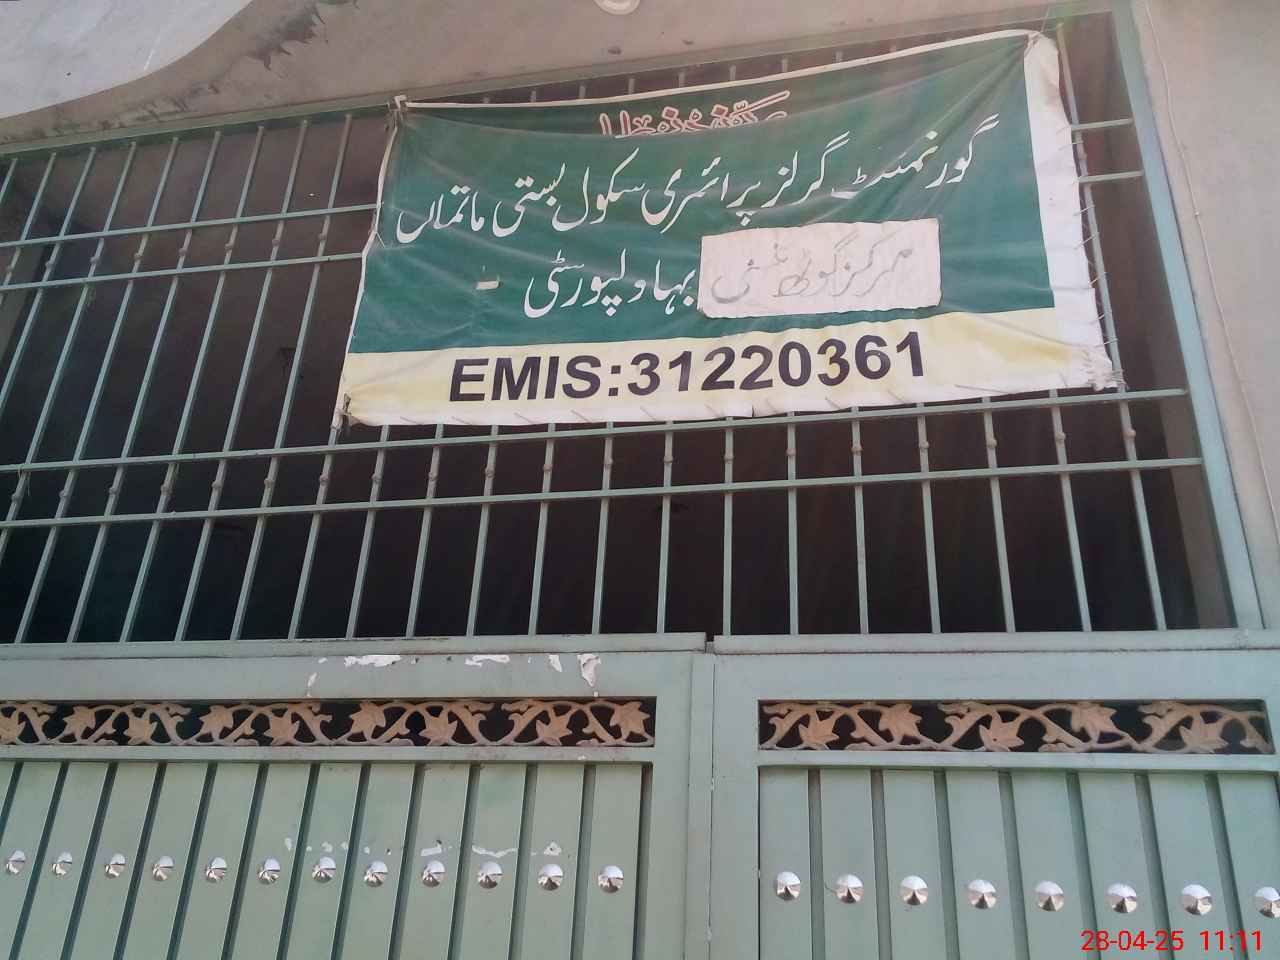 گورنمنٹ گرلز پرائمری سکول بستی ماتماں
مرکز گوٹھ بہاولپور سٹی -
EMIS:31220361
28-04-25 11:11